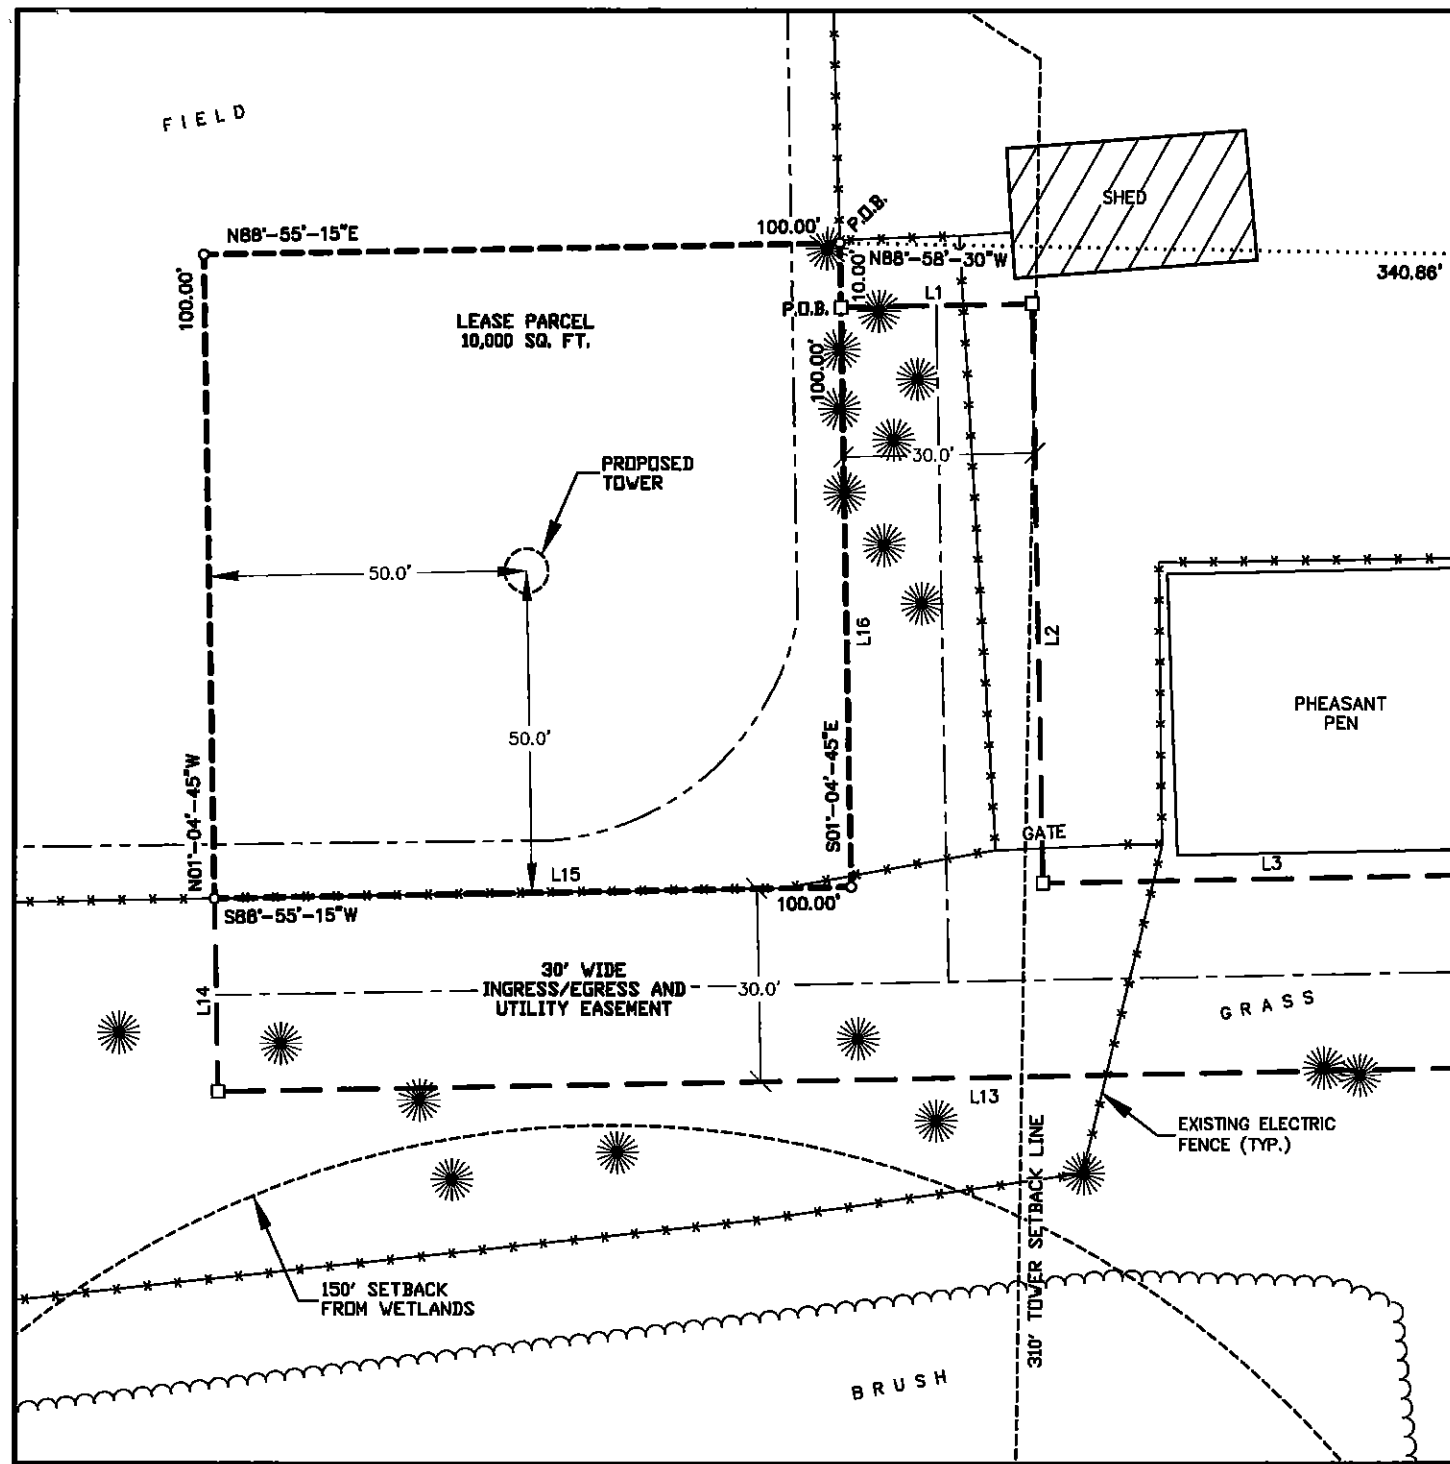 FIELD
SHED
P.O.B.
N88°-55'-15"E
100.00'
N88°-58'-30"W
340.86'
100.00'
10.00'
L1
P.O.B.
LEASE PARCEL
10,000 SQ. FT.
100.00'
30.0'
PROPOSED
TOWER
50.0'
L16
L2
50.0'
PHEASANT
PEN
N01°-04'-45"W
S01°-04'-45"E
GATE
L15
L3
S88°-55'-15"W
100.00'
30' WIDE
INGRESS/EGRESS AND
UTILITY EASEMENT
30.0'
L14
GRASS
L13
EXISTING ELECTRIC
FENCE (TYP.)
310' TOWER SETBACK LINE
150' SETBACK
FROM WETLANDS
BRUSH